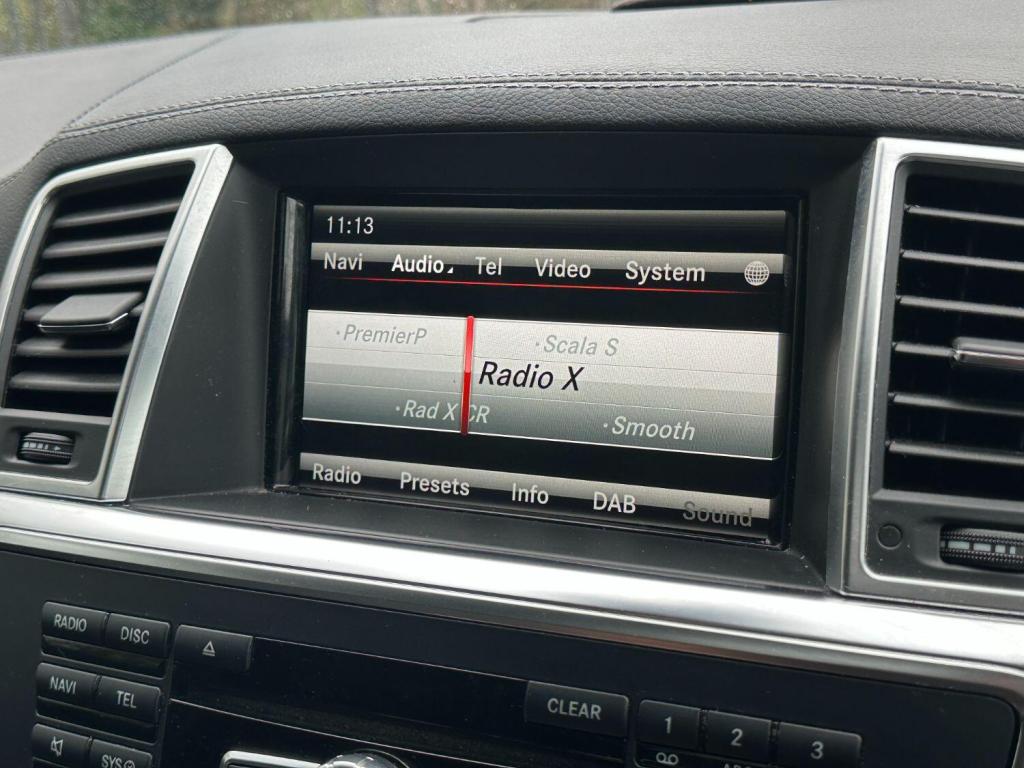 11:13
Navi Audio Tel Video System
·PremierP ·Scala S
Radio X
·Rad X CR ·Smooth
Radio Presets Info DAB Sound
RADIO DISC
NAVI TEL
CLEAR 1 2 3
SYS